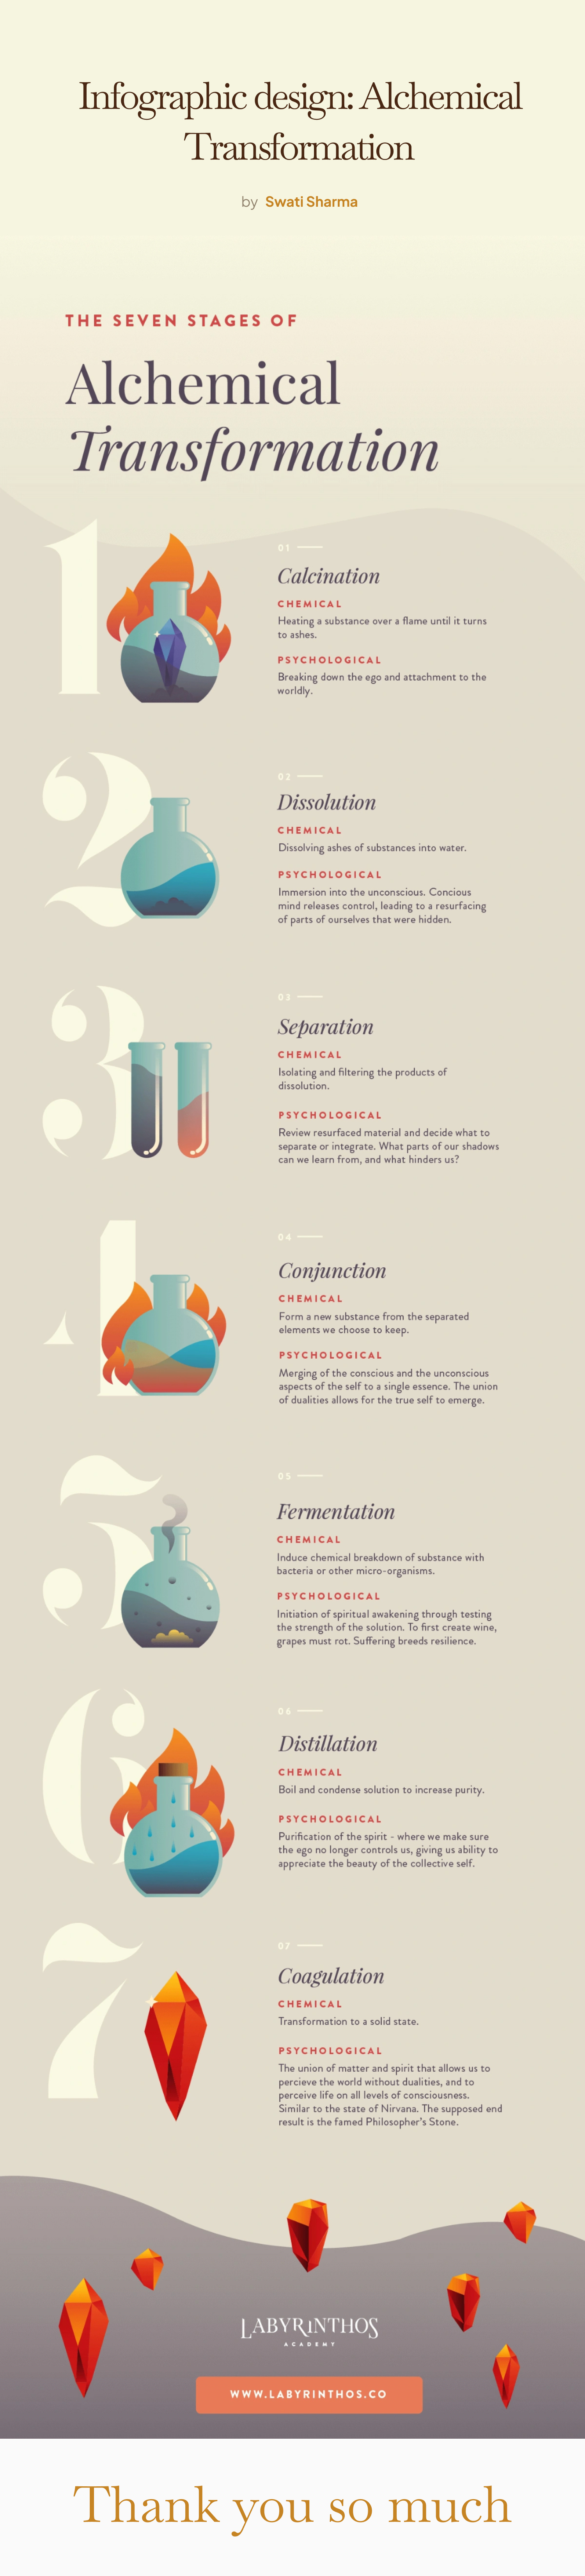 Infographic design: Alchemical
Transformation
by Swati Sharma
THE SEVEN STAGES OF
Alchemical
Transformation
1
01
Calcination
CHEMICAL
Heating a substance over a flame until it turns
to ashes.
PSYCHOLOGICAL
Breaking down the ego and attachment to the
worldly.
2
02
Dissolution
CHEMICAL
Dissolving ashes of substances into water.
PSYCHOLOGICAL
Immersion into the unconscious. Concious
mind releases control, leading to a resurfacing
of parts of ourselves that were hidden.
3
03
Separation
CHEMICAL
Isolating and filtering the products of
dissolution.
PSYCHOLOGICAL
Review resurfaced material and decide what to
separate or integrate. What parts of our shadows
can we learn from, and what hinders us?
4
04
Conjunction
CHEMICAL
Form a new substance from the separated
elements we choose to keep.
PSYCHOLOGICAL
Merging of the conscious and the unconscious
aspects of the self to a single essence. The union
of dualities allows for the true self to emerge.
5
05
Fermentation
CHEMICAL
Induce chemical breakdown of substance with
bacteria or other micro-organisms.
PSYCHOLOGICAL
Initiation of spiritual awakening through testing
the strength of the solution. To first create wine,
grapes must rot. Suffering breeds resilience.
6
06
Distillation
CHEMICAL
Boil and condense solution to increase purity.
PSYCHOLOGICAL
Purification of the spirit - where we make sure
the ego no longer controls us, giving us ability to
appreciate the beauty of the collective self.
7
07
Coagulation
CHEMICAL
Transformation to a solid state.
PSYCHOLOGICAL
The union of matter and spirit that allows us to
percieve the world without dualities, and to
perceive life on all levels of consciousness.
Similar to the state of Nirvana. The supposed end
result is the famed Philosopher's Stone.
LABYRINTHOS
ACADEMY
WWW.LABYRINTHOS.CO
Thank you so much